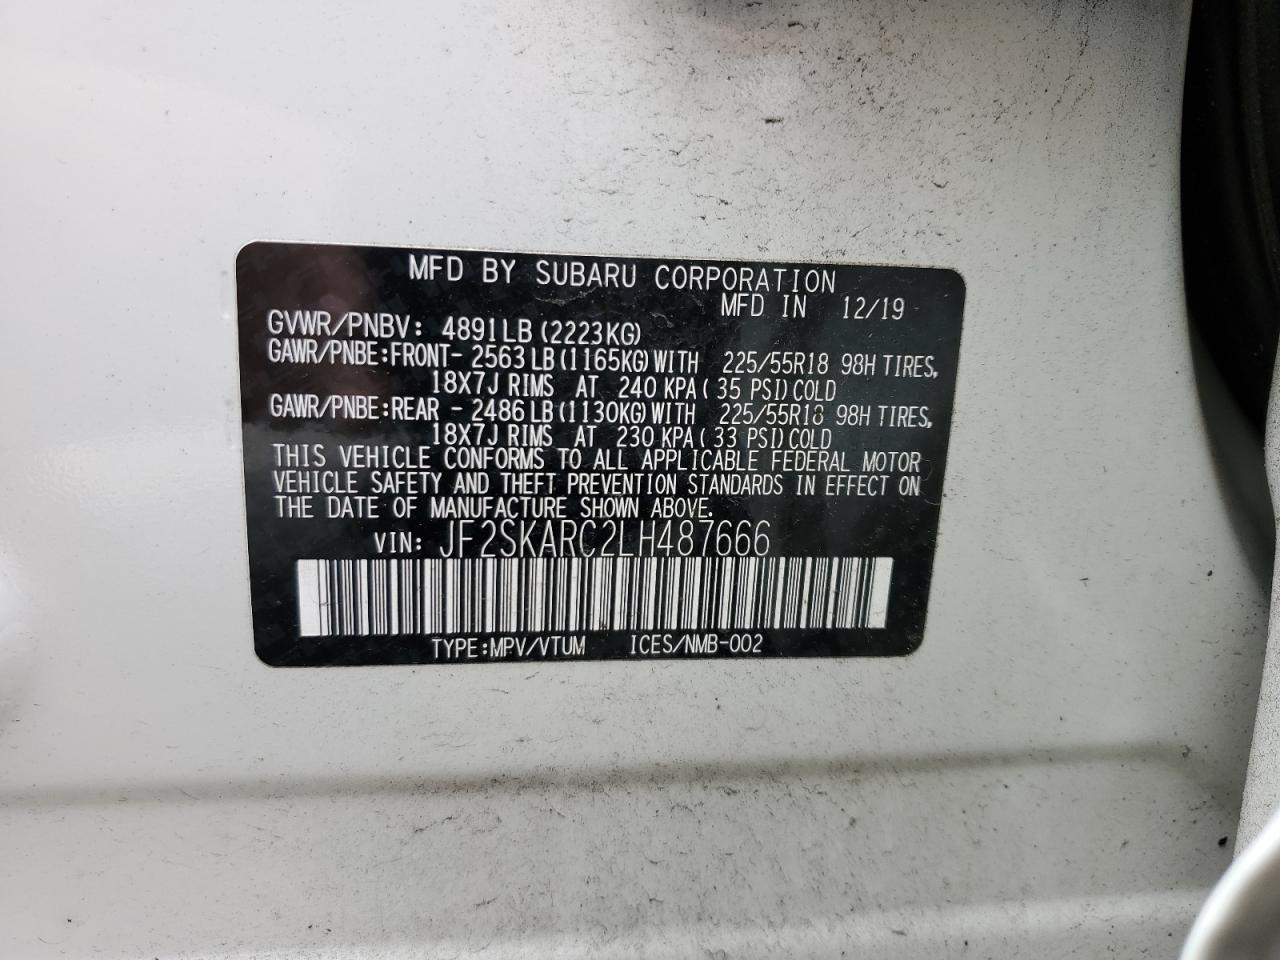 MFD BY SUBARU CORPORATION
MFD IN 12/19
GVWR/PNBV: 4891LB(2223KG)
GAWR/PNBE:FRONT- 2563LB(1165KG)WITH 225/55R18 98H TIRES,
18X7J RIMS AT 240 KPA( 35 PSI)COLD
GAWR/PNBE:REAR - 2486LB(1130KG)WITH 225/55R18 98H TIRES,
18X7J RIMS AT 230 KPA( 33 PSI)COLD
THIS VEHICLE CONFORMS TO ALL APPLICABLE FEDERAL MOTOR
VEHICLE SAFETY AND THEFT PREVENTION STANDARDS IN EFFECT ON
THE DATE OF MANUFACTURE SHOWN ABOVE.
VIN: JF2SKARC2LH487666
TYPE:MPV/VTUM ICES/NMB-002